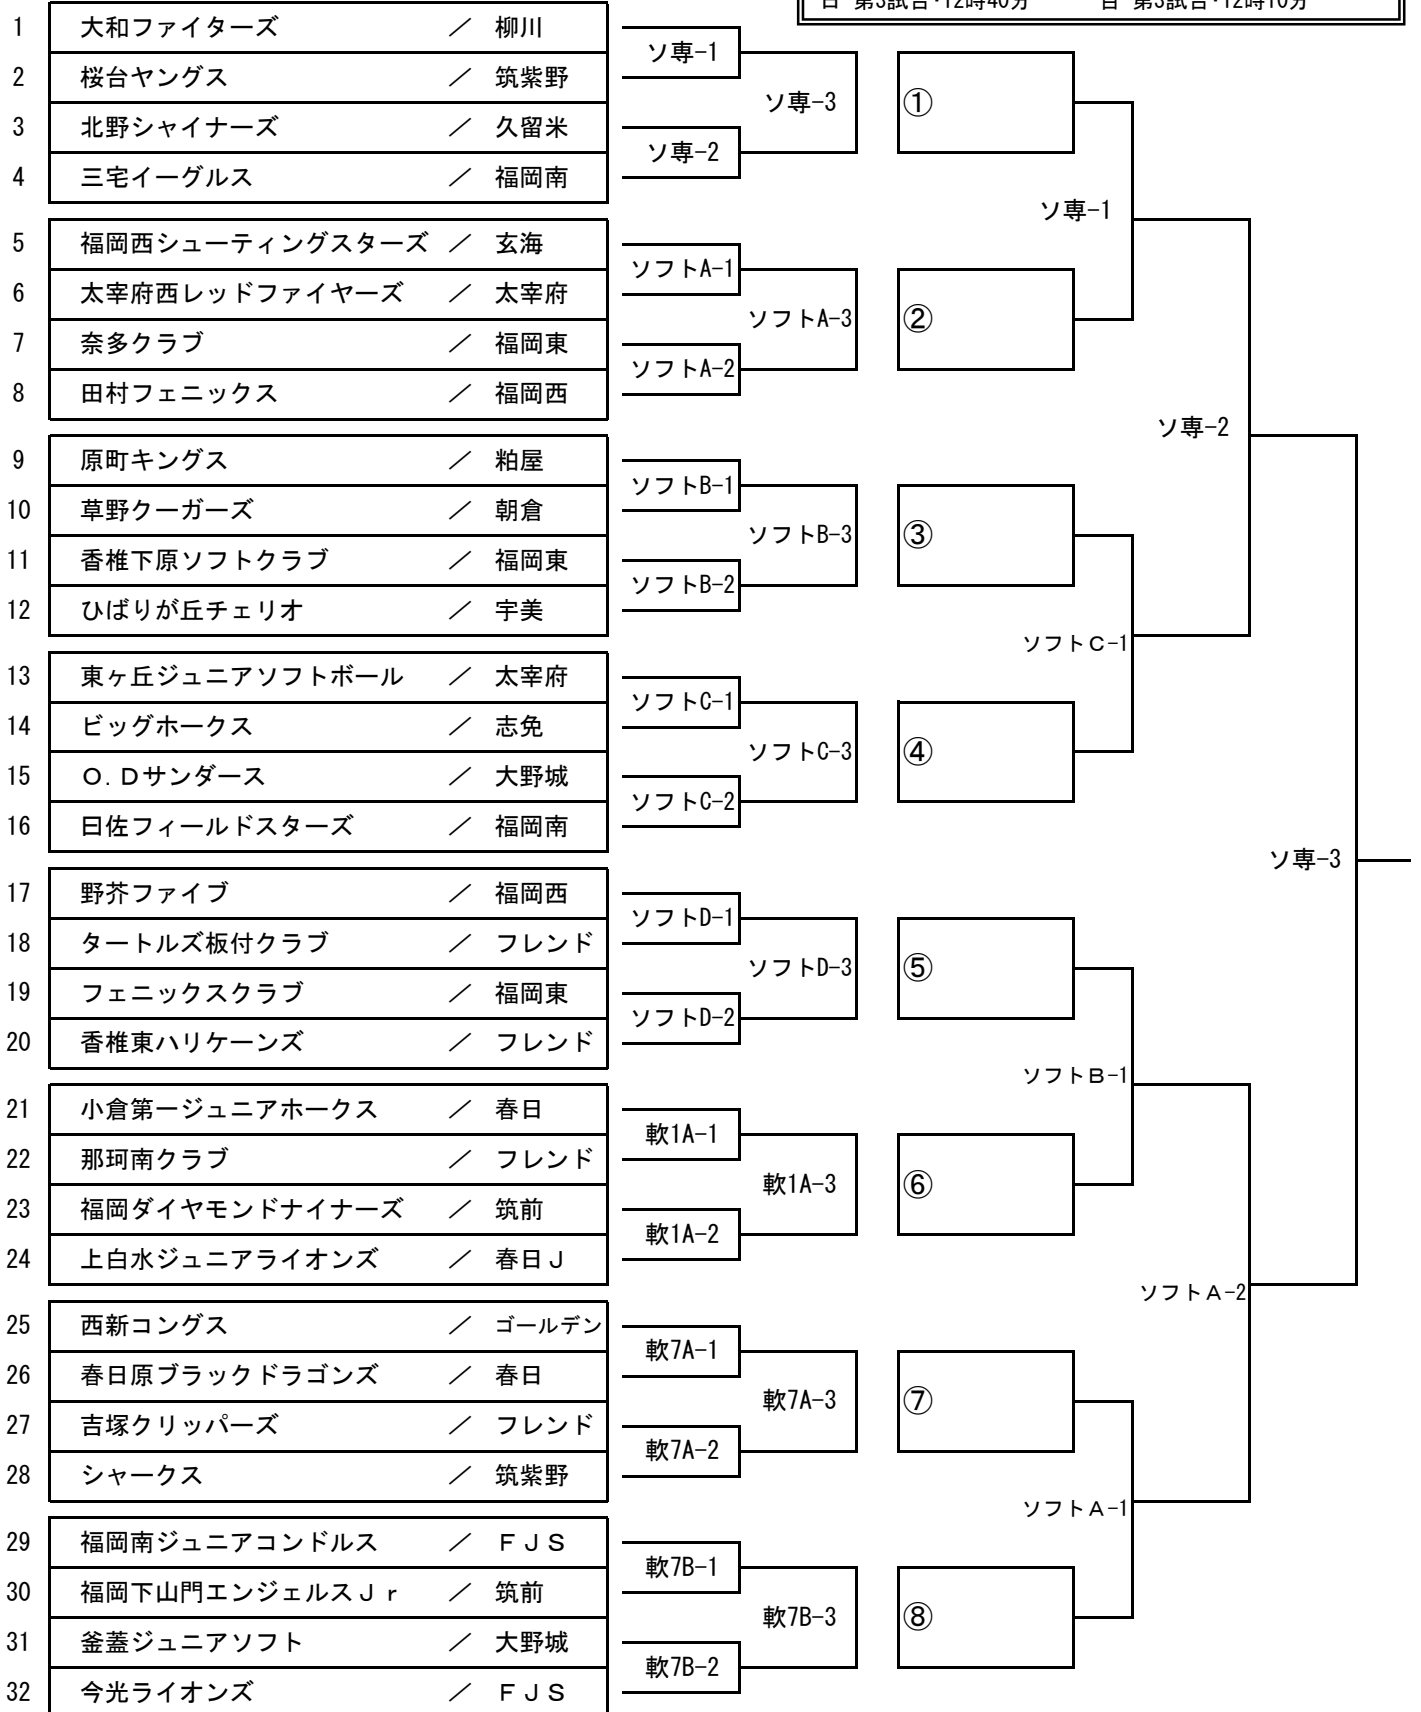 日 第3試合・12時40分 日 第3試合・12時10分
1 大和ファイターズ ／ 柳川
2 桜台ヤングス ／ 筑紫野
3 北野シャイナーズ ／ 久留米
4 三宅イーグルス ／ 福岡南
ソ専-1
ソ専-2
ソ専-3
①
5 福岡西シューティングスターズ ／ 玄海
6 太宰府西レッドファイヤーズ ／ 太宰府
7 奈多クラブ ／ 福岡東
8 田村フェニックス ／ 福岡西
ソフトA-1
ソフトA-2
ソフトA-3
②
ソ専-1
9 原町キングス ／ 粕屋
10 草野クーガーズ ／ 朝倉
11 香椎下原ソフトクラブ ／ 福岡東
12 ひばりが丘チェリオ ／ 宇美
ソフトB-1
ソフトB-2
ソフトB-3
③
ソ専-2
13 東ヶ丘ジュニアソフトボール ／ 太宰府
14 ビッグホークス ／ 志免
15 Ｏ．Ｄサンダース ／ 大野城
16 曰佐フィールドスターズ ／ 福岡南
ソフトC-1
ソフトC-2
ソフトC-3
④
ソフトＣ-1
ソ専-3
17 野芥ファイブ ／ 福岡西
18 タートルズ板付クラブ ／ フレンド
19 フェニックスクラブ ／ 福岡東
20 香椎東ハリケーンズ ／ フレンド
ソフトD-1
ソフトD-2
ソフトD-3
⑤
ソフトＢ-1
21 小倉第一ジュニアホークス ／ 春日
22 那珂南クラブ ／ フレンド
23 福岡ダイヤモンドナイナーズ ／ 筑前
24 上白水ジュニアライオンズ ／ 春日Ｊ
軟1A-1
軟1A-2
軟1A-3
⑥
ソフトＡ-2
25 西新コングス ／ ゴールデン
26 春日原ブラックドラゴンズ ／ 春日
27 吉塚クリッパーズ ／ フレンド
28 シャークス ／ 筑紫野
軟7A-1
軟7A-2
軟7A-3
⑦
ソフトＡ-1
29 福岡南ジュニアコンドルス ／ ＦＪＳ
30 福岡下山門エンジェルスＪｒ ／ 筑前
31 釜蓋ジュニアソフト ／ 大野城
32 今光ライオンズ ／ ＦＪＳ
軟7B-1
軟7B-2
軟7B-3
⑧